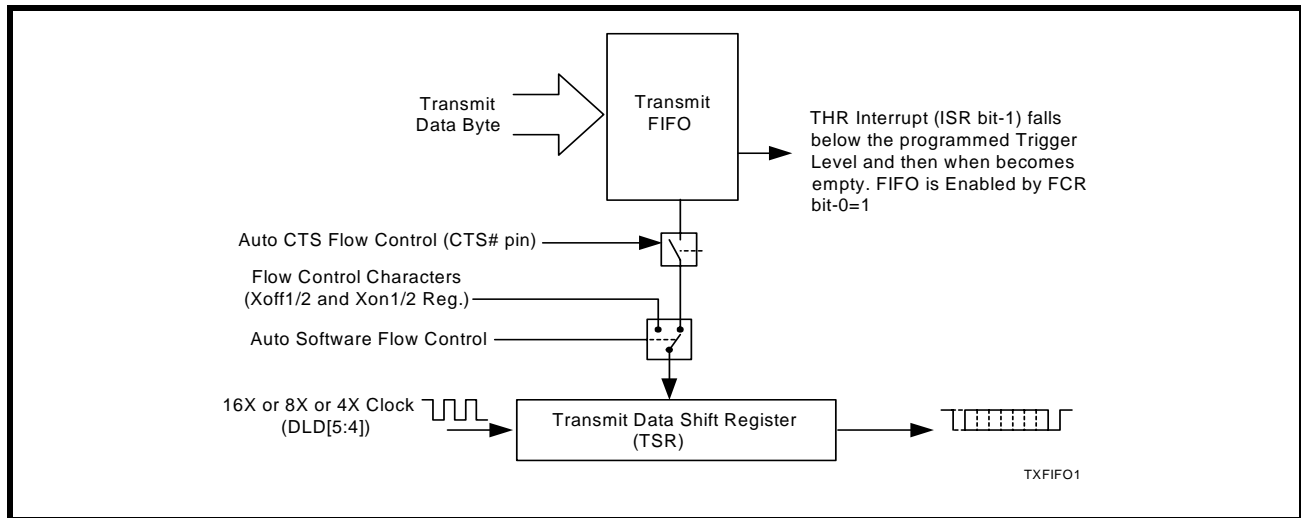 Transmit
FIFO
Transmit
Data Byte
THR Interrupt (ISR bit-1) falls
below the programmed Trigger
Level and then when becomes
empty. FIFO is Enabled by FCR
bit-0=1
Auto CTS Flow Control (CTS# pin)
Flow Control Characters
(Xoff1/2 and Xon1/2 Reg.)
Auto Software Flow Control
16X or 8X or 4X Clock
(DLD[5:4])
Transmit Data Shift Register
(TSR)
TXFIFO1